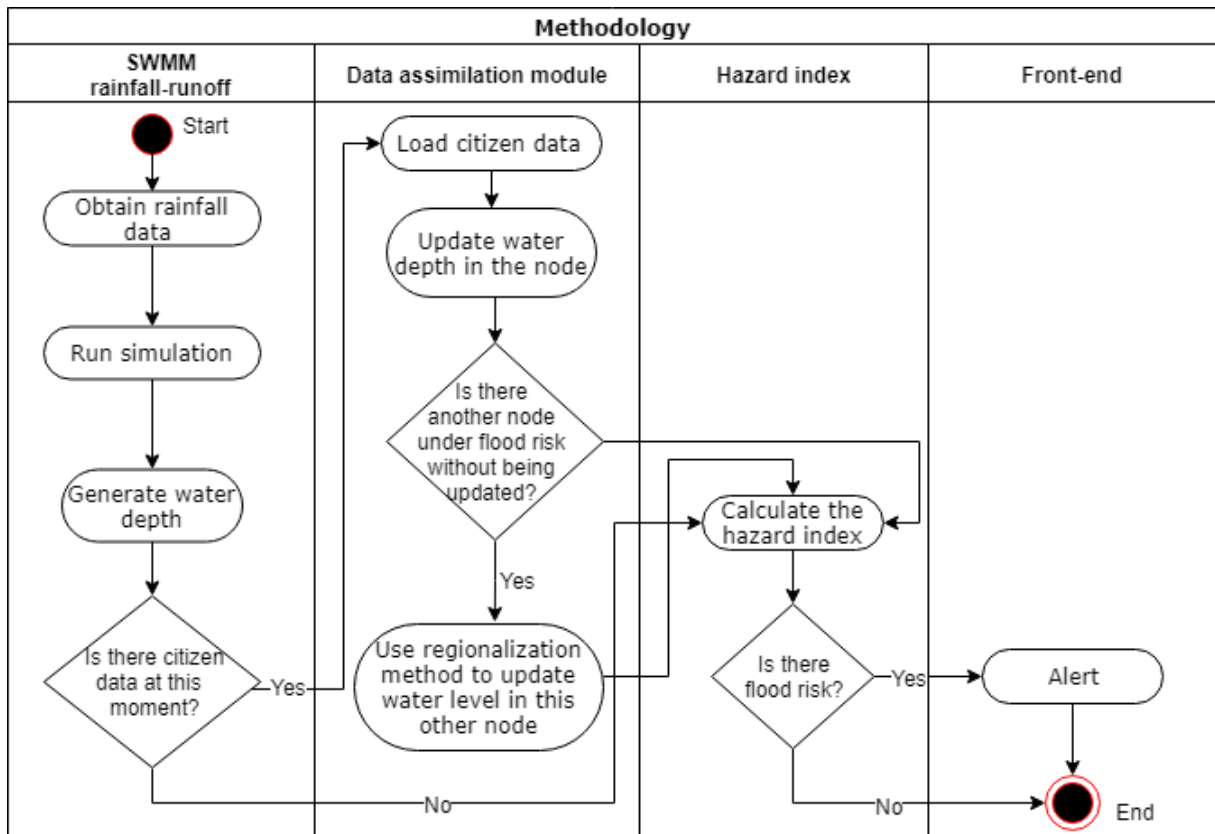 Methodology
SWMM
rainfall-runoff
Data assimilation module
Hazard index
Front-end
Start
Obtain rainfall
data
Run simulation
Generate water
depth
Is there citizen
data at this
moment?
Yes
No
Load citizen data
Update water
depth in the node
Is there
another node
under flood risk
without being
updated?
Yes
Use regionalization
method to update
water level in this
other node
Calculate the
hazard index
Is there
flood risk?
Yes
No
Alert
End